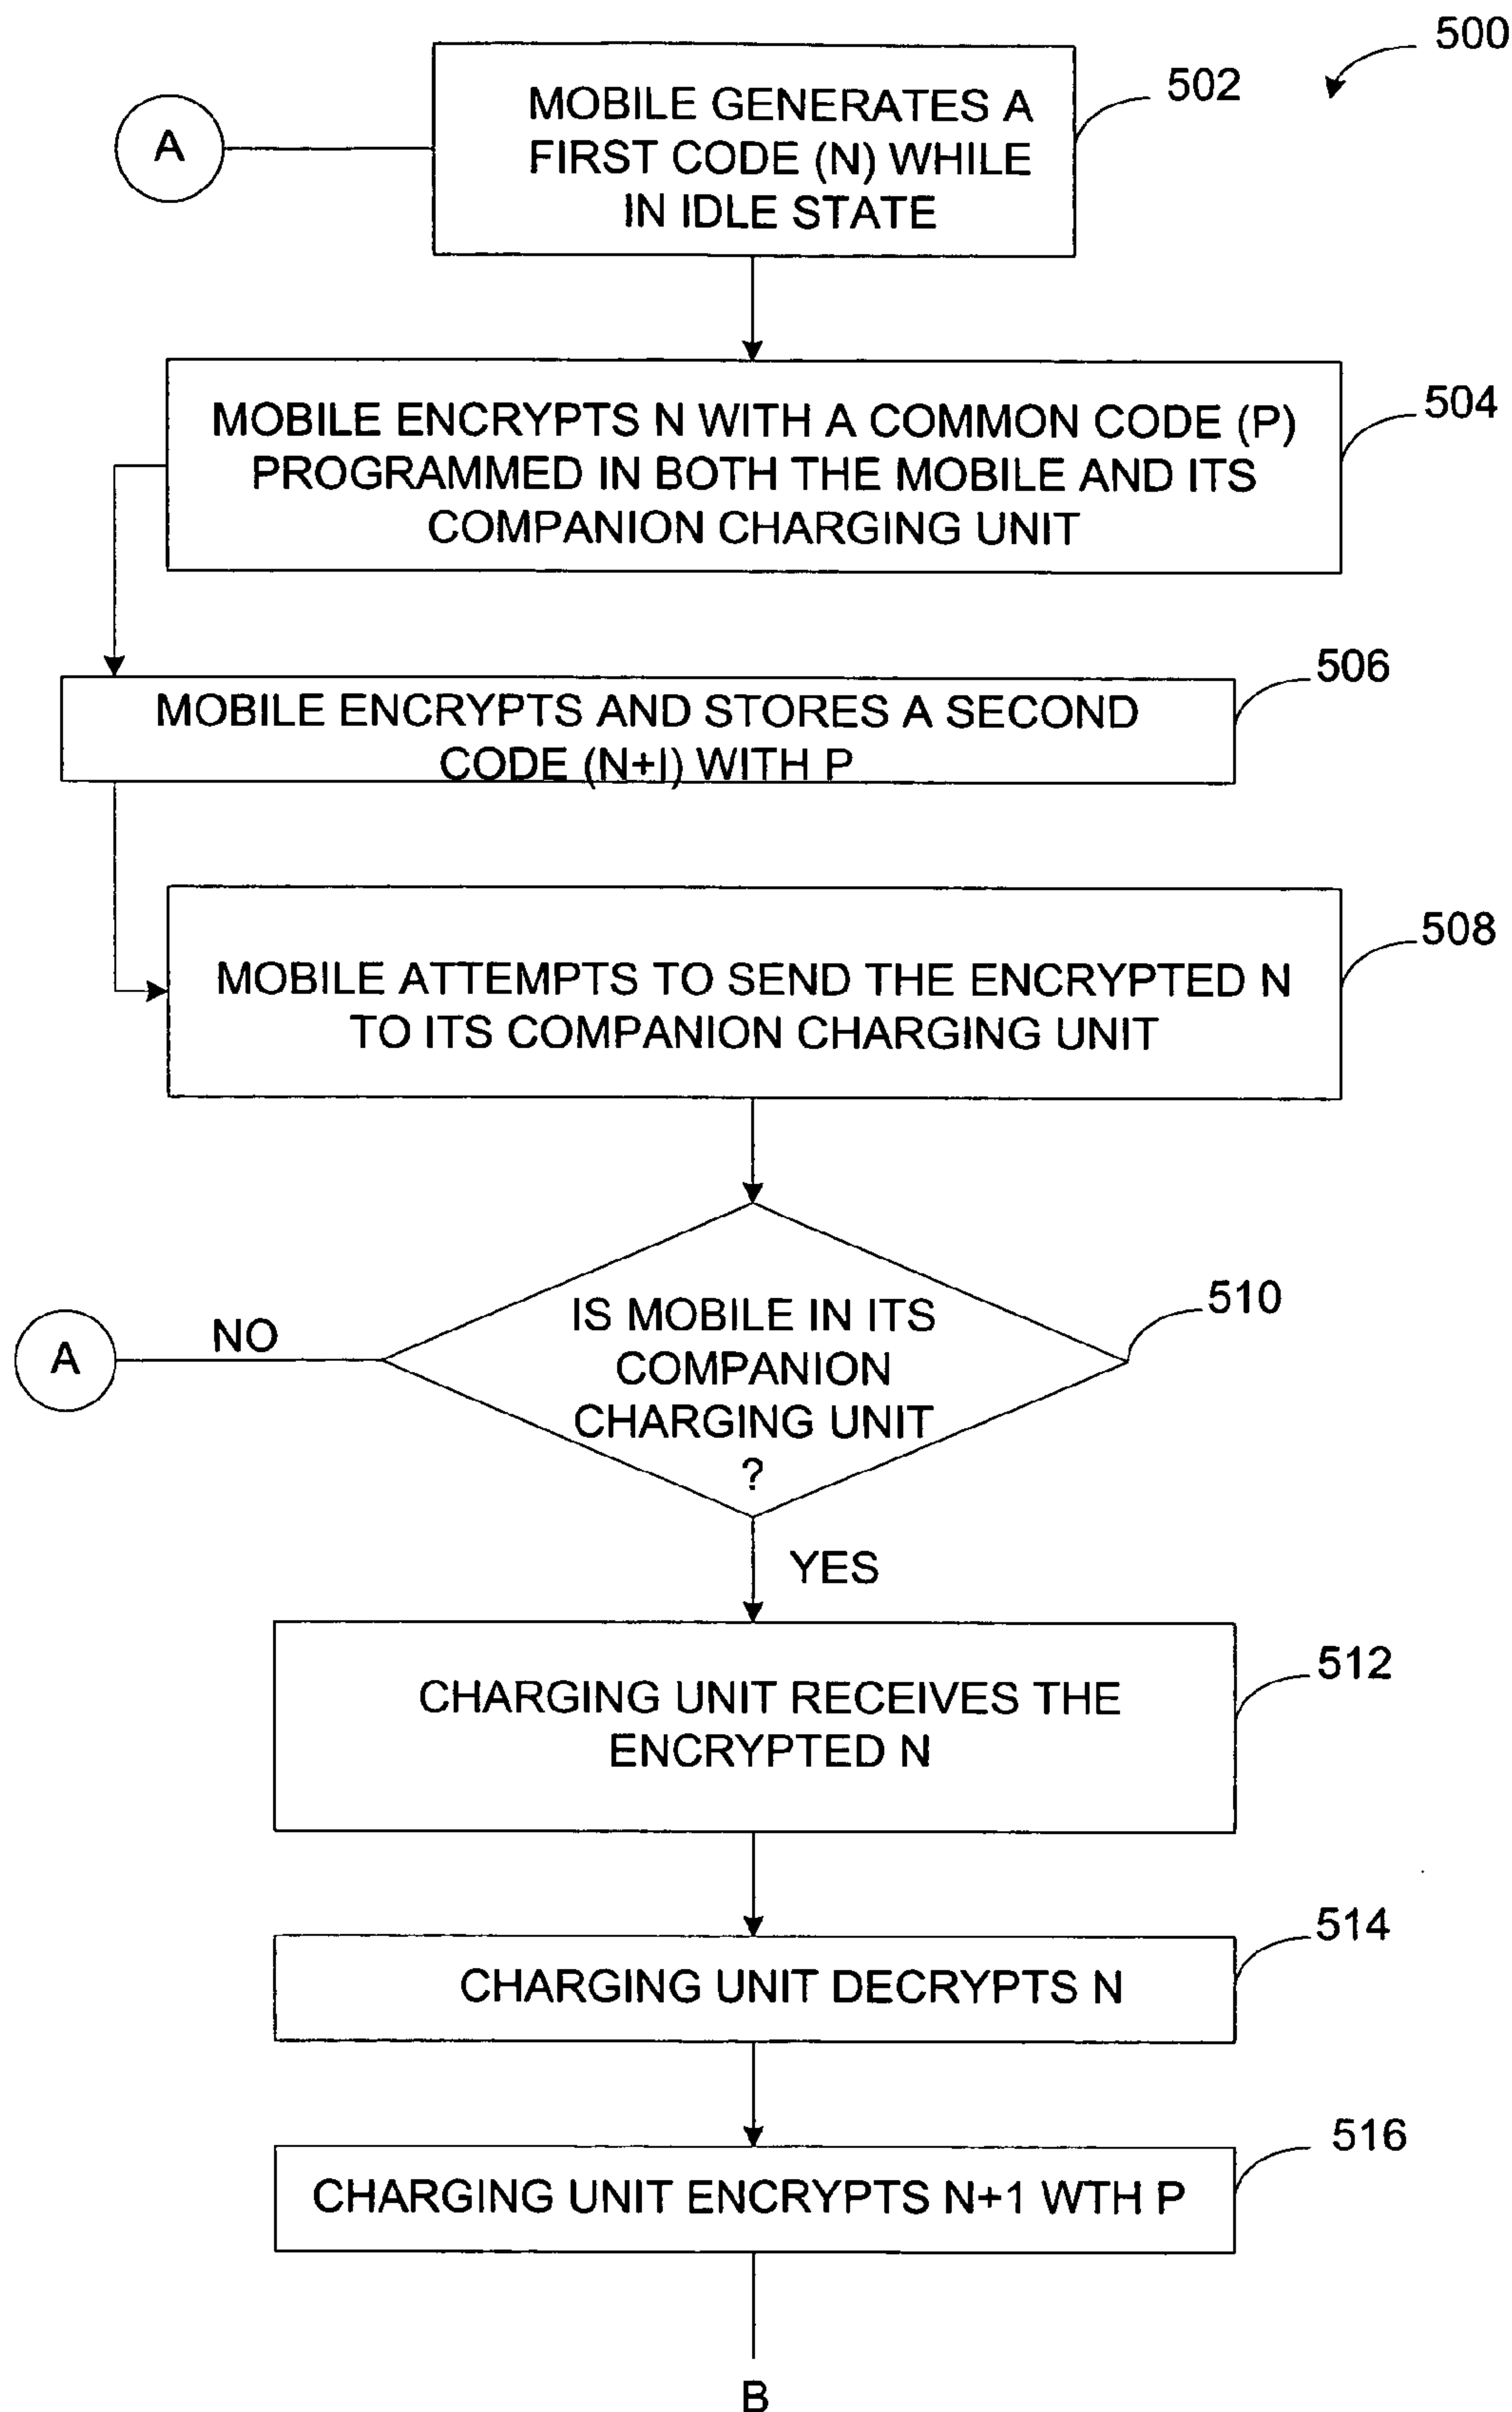 500
502
A
MOBILE GENERATES A
FIRST CODE (N) WHILE
IN IDLE STATE
504
MOBILE ENCRYPTS N WITH A COMMON CODE (P)
PROGRAMMED IN BOTH THE MOBILE AND ITS
COMPANION CHARGING UNIT
506
MOBILE ENCRYPTS AND STORES A SECOND
CODE (N+I) WITH P
508
MOBILE ATTEMPTS TO SEND THE ENCRYPTED N
TO ITS COMPANION CHARGING UNIT
510
A
NO
IS MOBILE IN ITS
COMPANION
CHARGING UNIT
?
YES
512
CHARGING UNIT RECEIVES THE
ENCRYPTED N
514
CHARGING UNIT DECRYPTS N
516
CHARGING UNIT ENCRYPTS N+1 WTH P
B